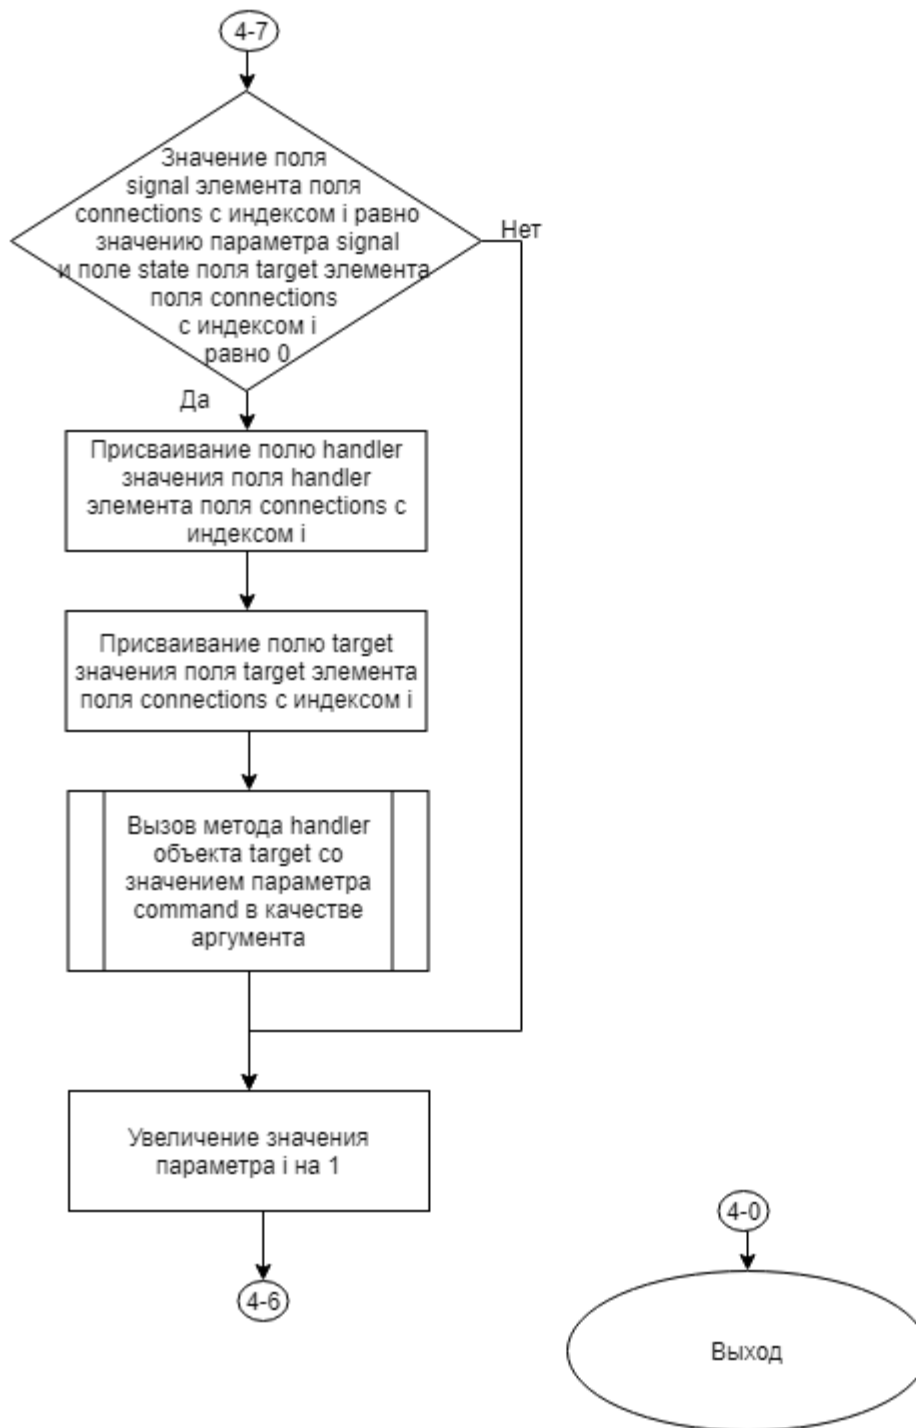 4-7
Значение поля
signal элемента поля
connections с индексом i равно
значению параметра signal
и поле state поля target элемента
поля connections
с индексом i
равно 0
Нет
Да
Присваивание полю handler
значения поля handler
элемента поля connections с
индексом i
Присваивание полю target
значения поля target элемента
поля connections с индексом i
Вызов метода handler
объекта target со
значением параметра
command в качестве
аргумента
Увеличение значения
параметра i на 1
4-6
4-0
Выход